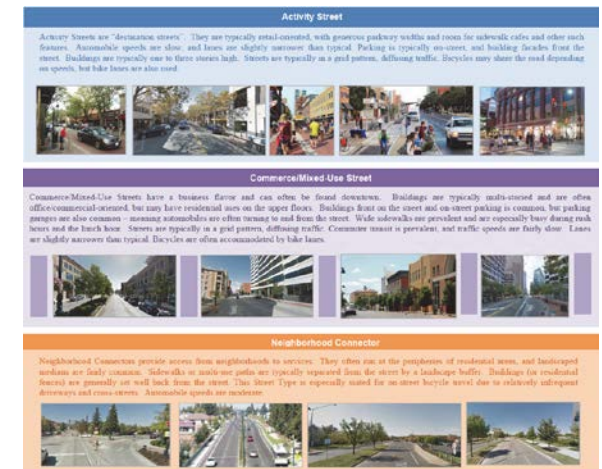 Activity Street
Activity Streets are "destination streets". They are typically retail-oriented, with generous parkway widths and room for sidewalk cafes and other such
features. Automobile speeds are slow, and lanes are slightly narrower than typical. Parking is typically on-street, and building facades front the
street. Buildings are typically one to three stories high. Streets are typically in a grid pattern, diffusing traffic. Bicycles may share the road depending
on speeds, but bike lanes are also used.
Commerce/Mixed-Use Street
Commerce/Mixed-Use Streets have a business flavor and can often be found downtown. Buildings are typically multi-storied and are often
office/commercial-oriented, but may have residential uses on the upper floors. Buildings front on the street and on-street parking is common, but parking
garages are also common – meaning automobiles are often turning to and from the street. Wide sidewalks are prevalent and are especially busy during rush
hours and the lunch hour. Streets are typically in a grid pattern, diffusing traffic. Commuter transit is prevalent, and traffic speeds are fairly slow. Lanes
are slightly narrower than typical. Bicycles are often accommodated by bike lanes.
Neighborhood Connector
Neighborhood Connectors provide access from neighborhoods to services. They often run at the peripheries of residential areas, and landscaped
medians are fairly common. Sidewalks or multi-use paths are typically separated from the street by a landscape buffer. Buildings (or residential
fences) are generally set well back from the street. This Street Type is especially suited for on-street bicycle travel due to relatively infrequent
driveways and cross-streets. Automobile speeds are moderate.